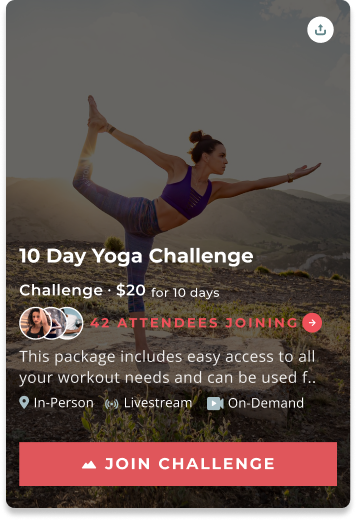 10 Day Yoga Challenge
Challenge · $20 for 10 days
42 ATTENDEES JOINING
This package includes easy access to all
your workout needs and can be used f..
In-Person Livestream On-Demand
JOIN CHALLENGE